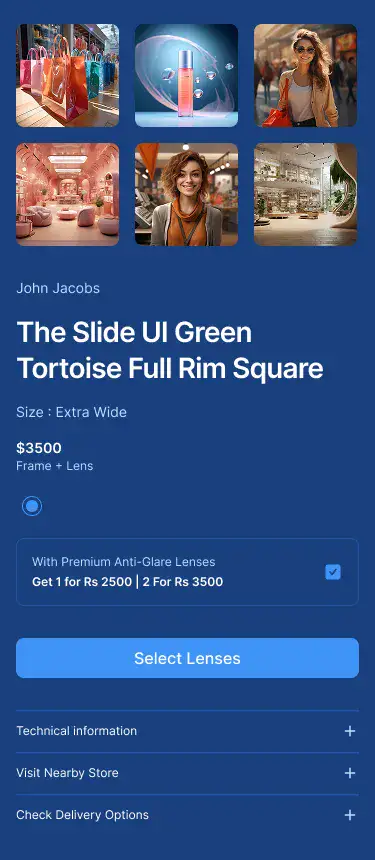 John Jacobs
The Slide UI Green
Tortoise Full Rim Square
Size : Extra Wide
$3500
Frame + Lens
With Premium Anti-Glare Lenses
Get 1 for Rs 2500 | 2 For Rs 3500
Select Lenses
Technical information
Visit Nearby Store
Check Delivery Options